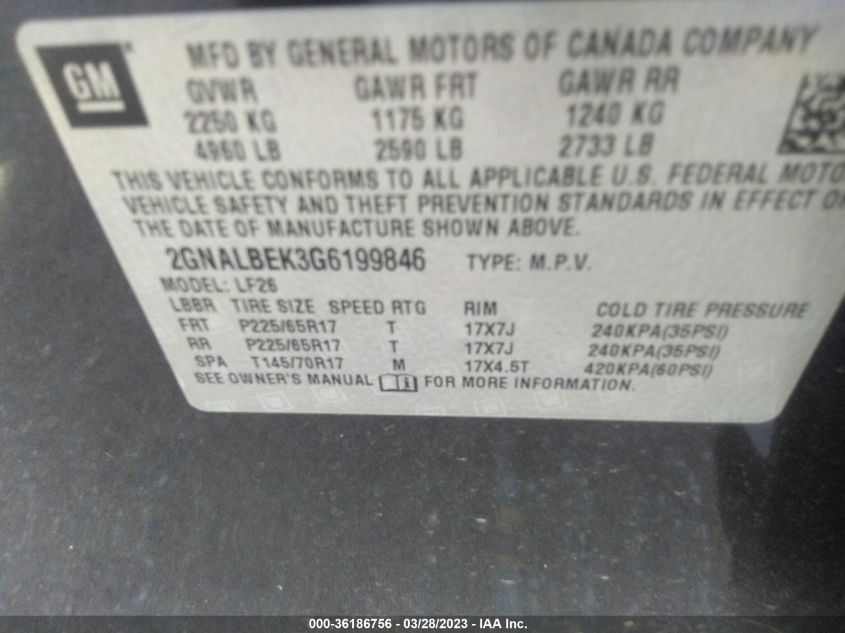 GM
MFD BY GENERAL MOTORS OF CANADA COMPANY
GVWR GAWR FRT GAWR RR
2250 KG 1175 KG 1240 KG
4960 LB 2590 LB 2733 LB
THIS VEHICLE CONFORMS TO ALL APPLICABLE U.S. FEDERAL MOTO
VEHICLE SAFETY AND THEFT PREVENTION STANDARDS IN EFFECT O
THE DATE OF MANUFACTURE SHOWN ABOVE.
2GNALBEK3G6199846 TYPE: M.P.V.
MODEL: LF26
LBBR TIRE SIZE SPEED RTG RIM COLD TIRE PRESSURE
FRT P225/65R17 T 17X7J 240KPA(35PSI)
RR P225/65R17 T 17X7J 240KPA(35PSI)
SPA T145/70R17 M 17X4.5T 420KPA(60PSI)
SEE OWNER'S MANUAL FOR MORE INFORMATION.
000-36186756 - 03/28/2023 - IAA Inc.